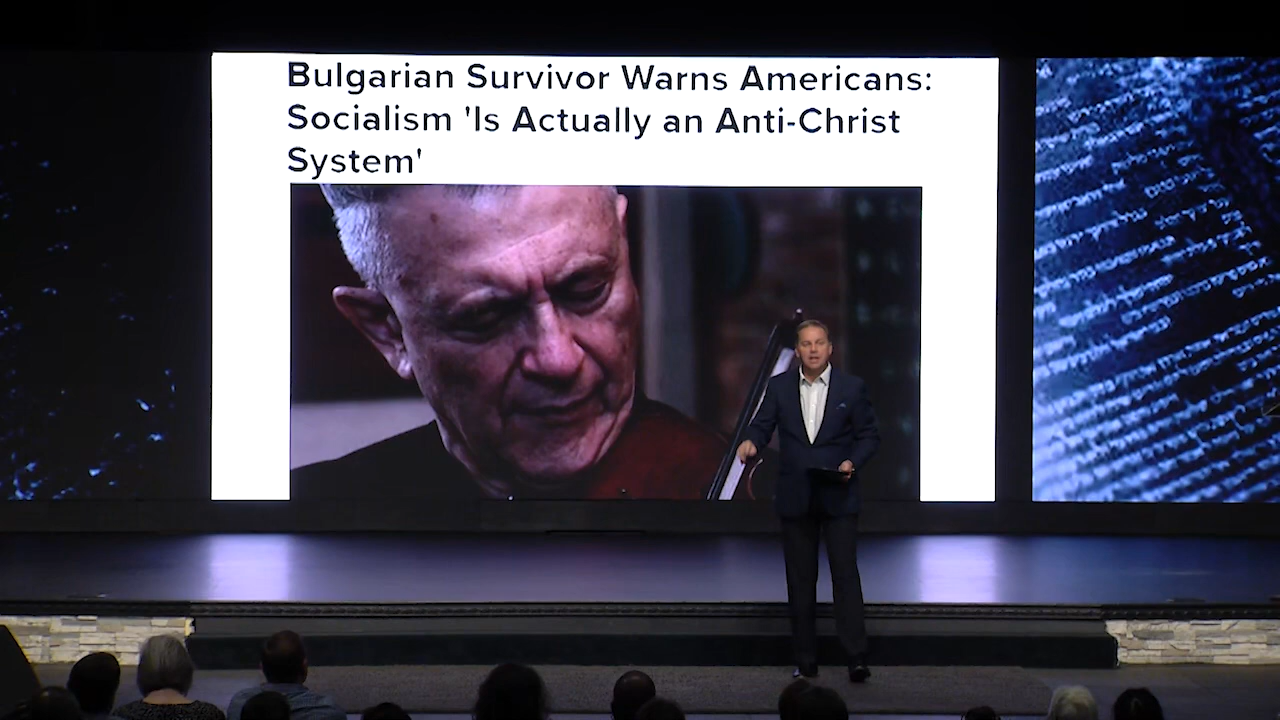 Bulgarian Survivor Warns Americans:
Socialism 'Is Actually an Anti-Christ
System'